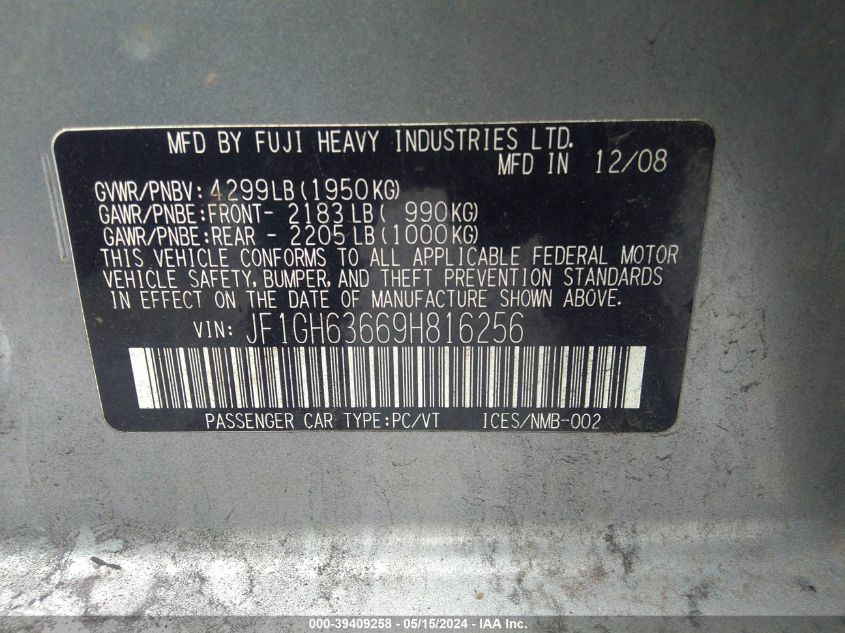 MFD BY FUJI HEAVY INDUSTRIES LTD.
MFD IN 12/08
GVWR/PNBV: 4299LB(1950KG)
GAWR/PNBE:FRONT- 2183LB( 990KG)
GAWR/PNBE:REAR - 2205LB(1000KG)
THIS VEHICLE CONFORMS TO ALL APPLICABLE FEDERAL MOTOR
VEHICLE SAFETY, BUMPER, AND THEFT PREVENTION STANDARDS
IN EFFECT ON THE DATE OF MANUFACTURE SHOWN ABOVE.
VIN: JF1GH63669H816256
PASSENGER CAR TYPE:PC/VT ICES/NMB-002
000-39409258 - 05/15/2024 - IAA Inc.